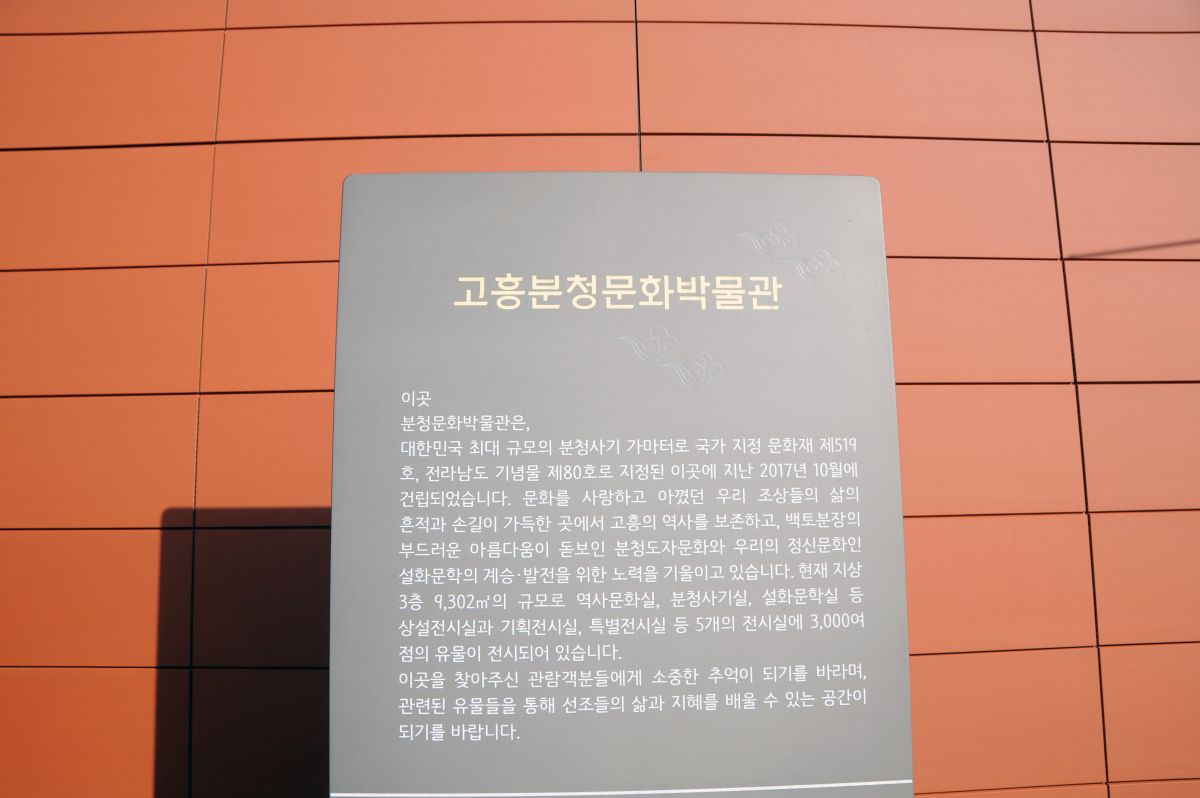 고흥분청문화박물관
이곳
분청문화박물관은,
대한민국 최대 규모의 분청사기 가마터로 국가 지정 문화재 제519
호, 전라남도 기념물 제80호로 지정된 이곳에 지난 2017년 10월에
건립되었습니다. 문화를 사랑하고 아꼈던 우리 조상들의 삶의
흔적과 손길이 가득한 곳에서 고흥의 역사를 보존하고, 백토분장의
부드러운 아름다움이 돋보인 분청도자문화와 우리의 정신문화인
설화문학의 계승·발전을 위한 노력을 기울이고 있습니다. 현재 지상
3층 9,302㎡의 규모로 역사문화실, 분청사기실, 설화문학실 등
상설전시실과 기획전시실, 특별전시실 등 5개의 전시실에 3,000여
점의 유물이 전시되어 있습니다.
이곳을 찾아주신 관람객분들에게 소중한 추억이 되기를 바라며,
관련된 유물들을 통해 선조들의 삶과 지혜를 배울 수 있는 공간이
되기를 바랍니다.